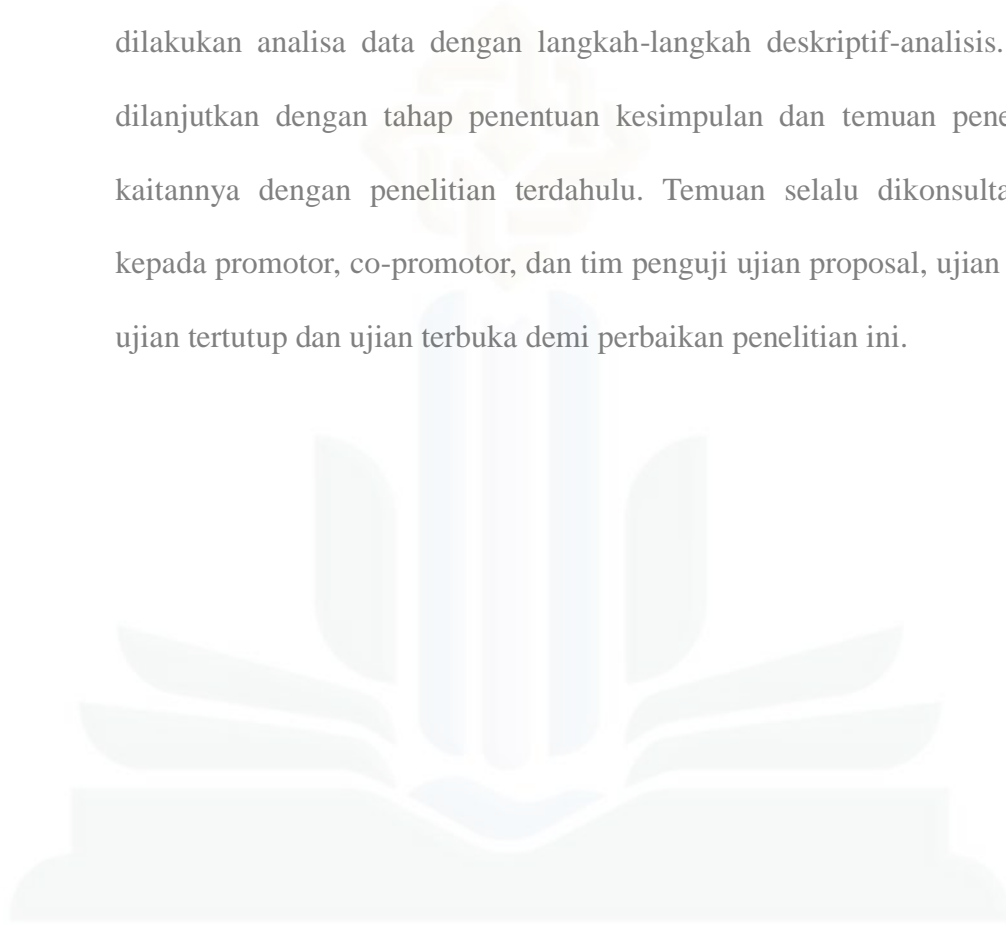 dilakukan analisa data dengan langkah-langkah deskriptif-analisis.
dilanjutkan dengan tahap penentuan kesimpulan dan temuan
kaitannya dengan penelitian terdahulu. Temuan selalu
kepada promotor, co-promotor, dan tim penguji ujian proposal, ujian
ujian tertutup dan ujian terbuka demi perbaikan penelitian ini.